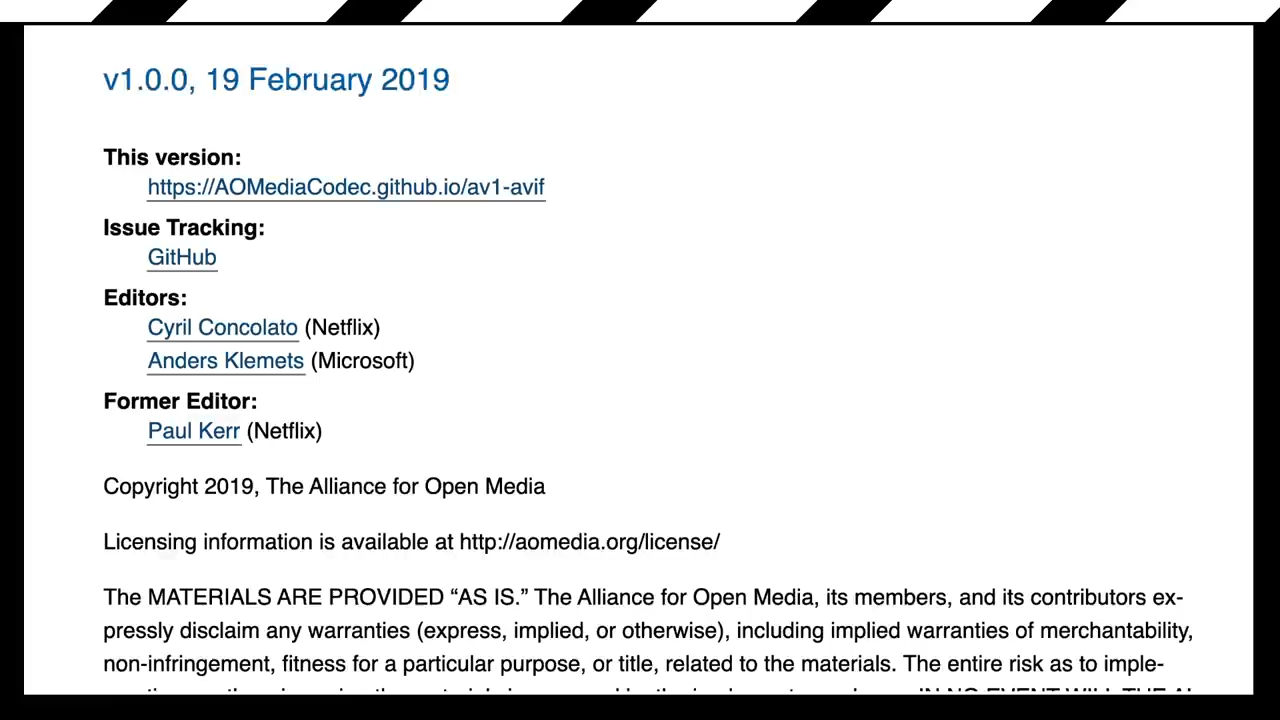 v1.0.0, 19 February 2019
This version:
https://AOMediaCodec.github.io/av1-avif
Issue Tracking:
GitHub
Editors:
Cyril Concolato (Netflix)
Anders Klemets (Microsoft)
Former Editor:
Paul Kerr (Netflix)
Copyright 2019, The Alliance for Open Media
Licensing information is available at http://aomedia.org/license/
The MATERIALS ARE PROVIDED “AS IS.” The Alliance for Open Media, its members, and its contributors ex-
pressly disclaim any warranties (express, implied, or otherwise), including implied warranties of merchantability,
non-infringement, fitness for a particular purpose, or title, related to the materials. The entire risk as to imple-